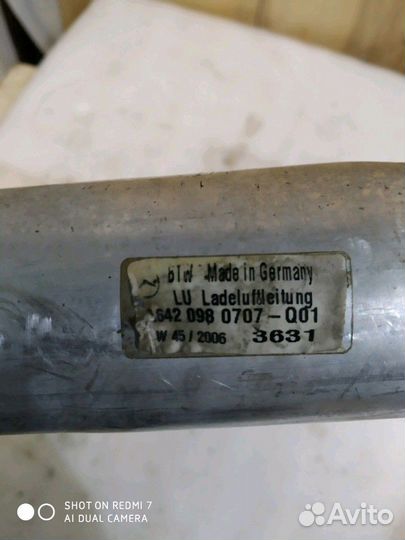 BTW Made in Germany
LU Ladeluftleitung
642 098 0707-Q01
W 45 / 2006 3631
SHOT ON REDMI 7
AI DUAL CAMERA
Avito